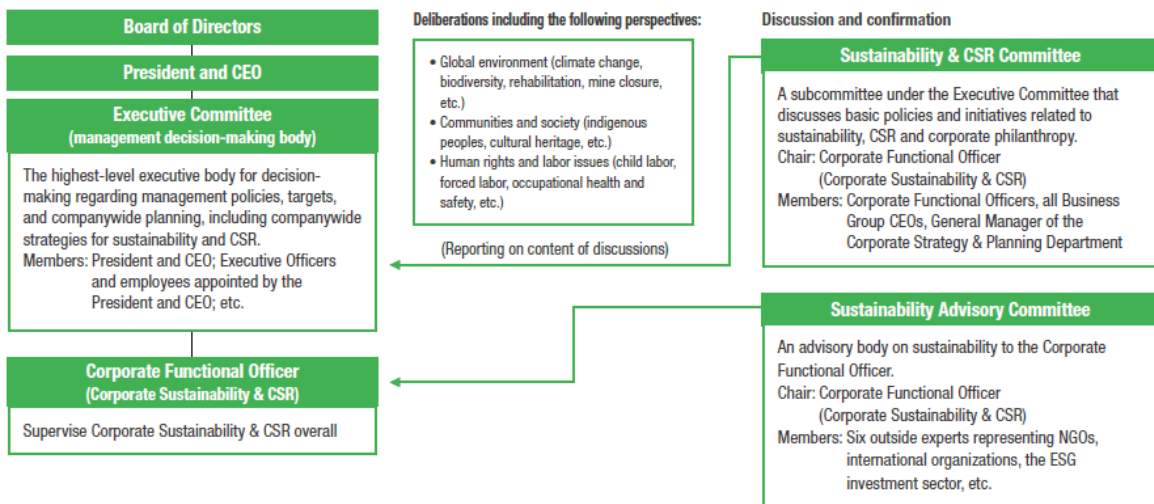 Board of Directors
President and CEO
Executive Committee
(management decision-making body)
The highest-level executive body for decision-
making regarding management policies, targets,
and companywide planning, including companywide
strategies for sustainability and CSR.
Members: President and CEO; Executive Officers
and employees appointed by the
President and CEO; etc.
Corporate Functional Officer
(Corporate Sustainability & CSR)
Supervise Corporate Sustainability & CSR overall
Deliberations including the following perspectives:
• Global environment (climate change,
biodiversity, rehabilitation, mine closure,
etc.)
• Communities and society (indigenous
peoples, cultural heritage, etc.)
• Human rights and labor issues (child labor,
forced labor, occupational health and
safety, etc.)
(Reporting on content of discussions)
Discussion and confirmation
Sustainability & CSR Committee
A subcommittee under the Executive Committee that
discusses basic policies and initiatives related to
sustainability, CSR and corporate philanthropy.
Chair: Corporate Functional Officer
(Corporate Sustainability & CSR)
Members: Corporate Functional Officers, all Business
Group CEOs, General Manager of the
Corporate Strategy & Planning Department
Sustainability Advisory Committee
An advisory body on sustainability to the Corporate
Functional Officer.
Chair: Corporate Functional Officer
(Corporate Sustainability & CSR)
Members: Six outside experts representing NGOs,
international organizations, the ESG
investment sector, etc.